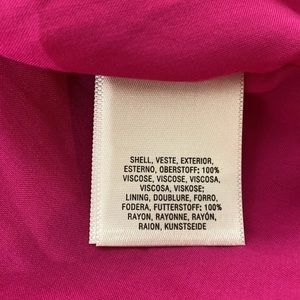 SHELL, VESTE, EXTERIOR,
ESTERNO, OBERSTOFF; 100%
VISCOSE, VISCOSE, VISCOSA,
VISCOSA, VISKOSE;
LINING, DOUBLURE, FORRO,
FODERA, FUTTERSTOFF; 100%
RAYON, RAYONNE, RAYÓN,
RAION, KUNSTSEIDE